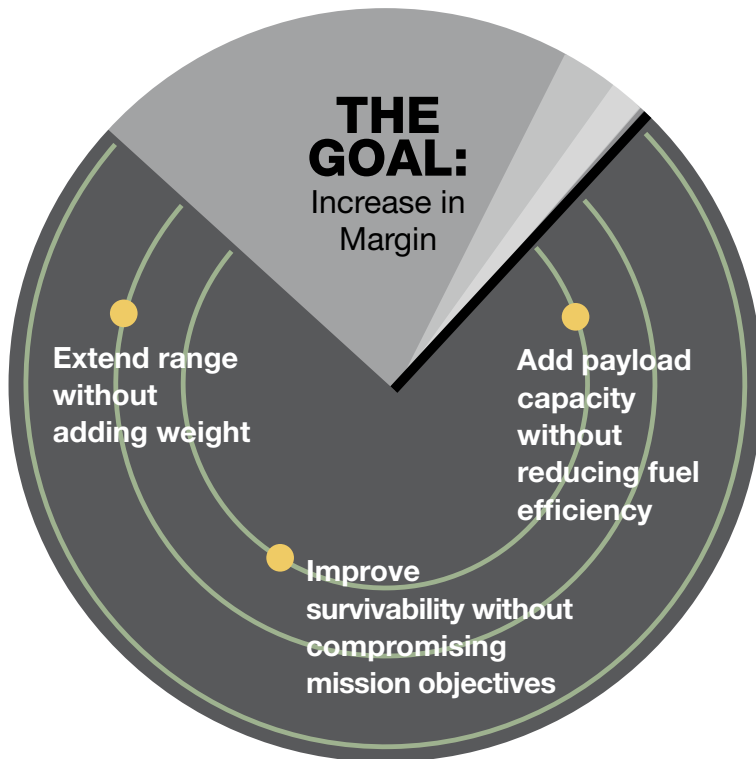 THE
GOAL:
Increase in
Margin
Extend range
without
adding weight
Add payload
capacity
without
reducing fuel
efficiency
Improve
survivability without
compromising
mission objectives